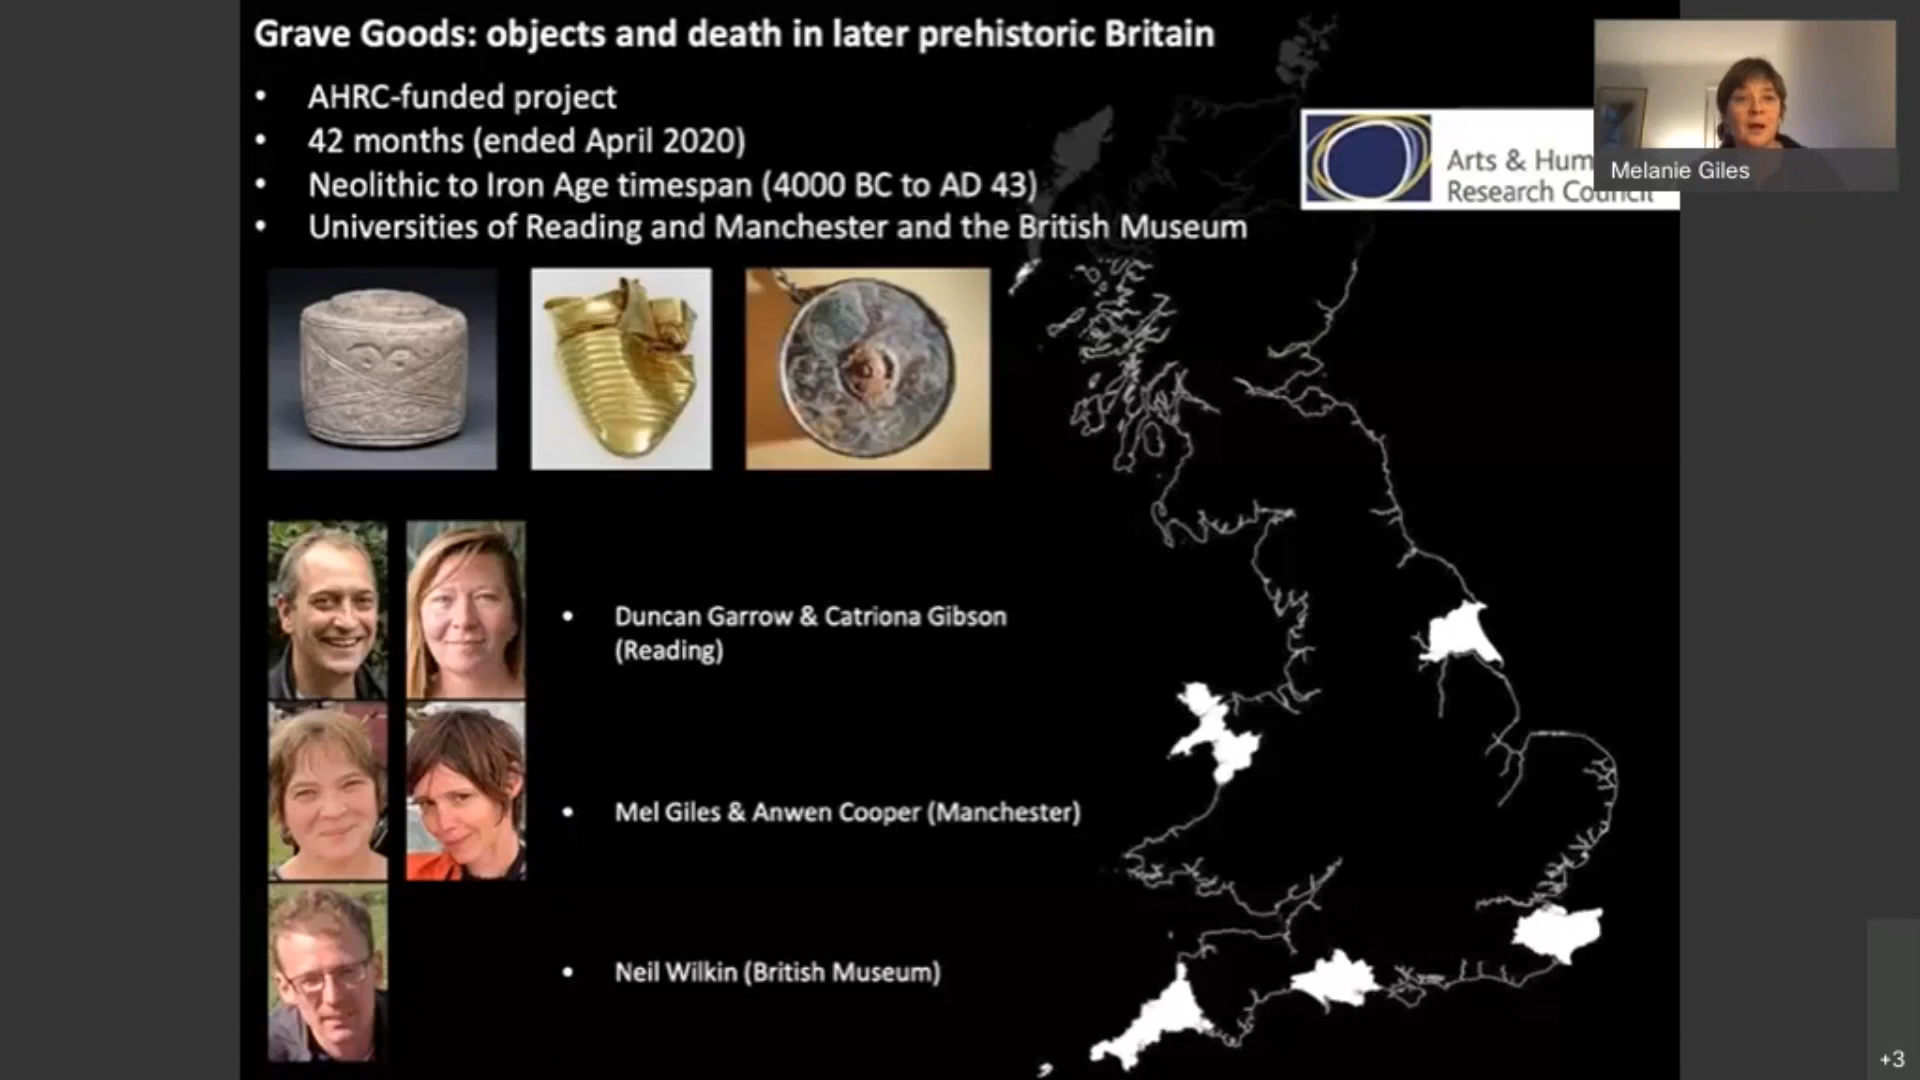 Grave Goods: objects and death in later prehistoric Britain
• AHRC-funded project
• 42 months (ended April 2020)
• Neolithic to Iron Age timespan (4000 BC to AD 43)
• Universities of Reading and Manchester and the British Museum
Arts & Hum
Research Council
Melanie Giles
• Duncan Garrow & Catriona Gibson
(Reading)
• Mel Giles & Anwen Cooper (Manchester)
• Neil Wilkin (British Museum)
+3